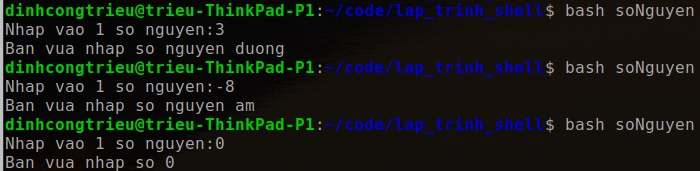 dinhcongtrieu@trieu-ThinkPad-P1:~/code/lap_trinh_shell$ bash soNguyen
Nhap vao 1 so nguyen:3
Ban vua nhap so nguyen duong
dinhcongtrieu@trieu-ThinkPad-P1:~/code/lap_trinh_shell$ bash soNguyen
Nhap vao 1 so nguyen:-8
Ban vua nhap so nguyen am
dinhcongtrieu@trieu-ThinkPad-P1:~/code/lap_trinh_shell$ bash soNguyen
Nhap vao 1 so nguyen:0
Ban vua nhap so 0